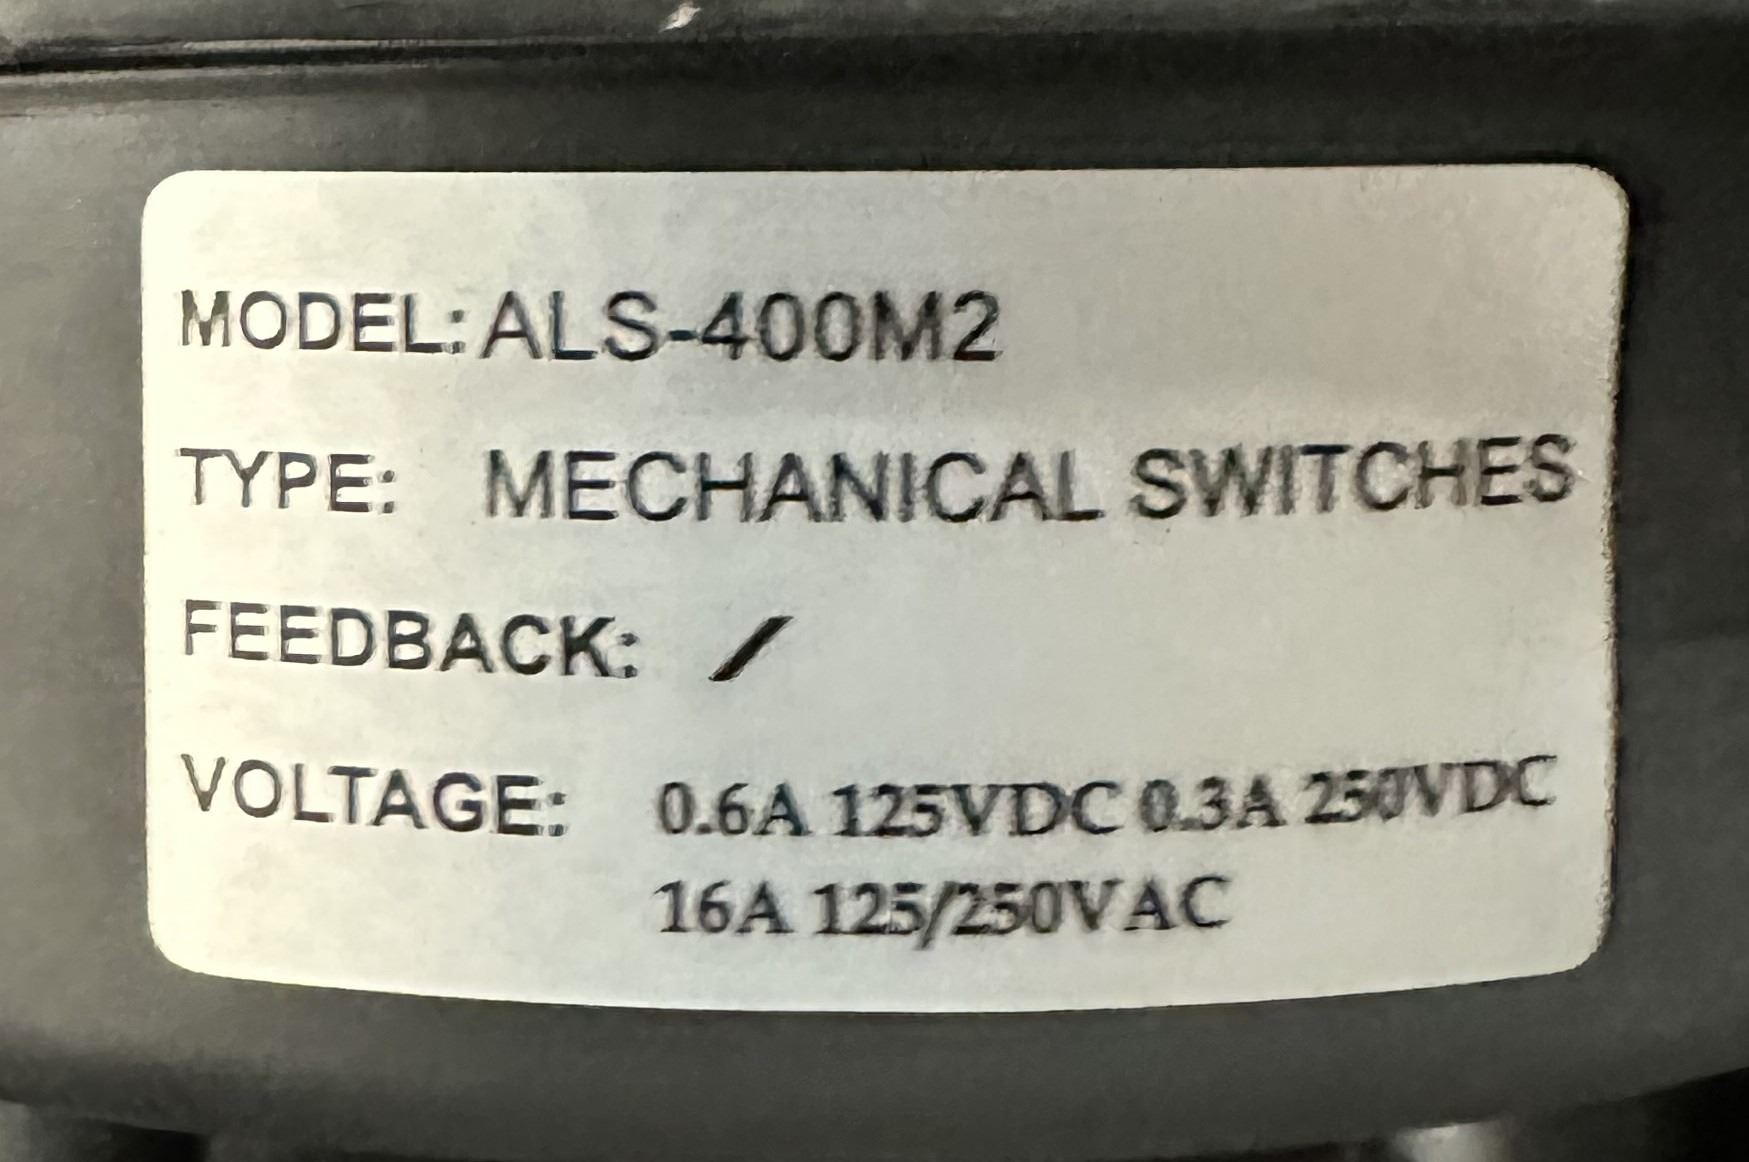 MODEL: ALS-400M2
TYPE: MECHANICAL SWITCHES
FEEDBACK: /
VOLTAGE: 0.6A 125VDC 0.3A 250VDC
16A 125/250VAC